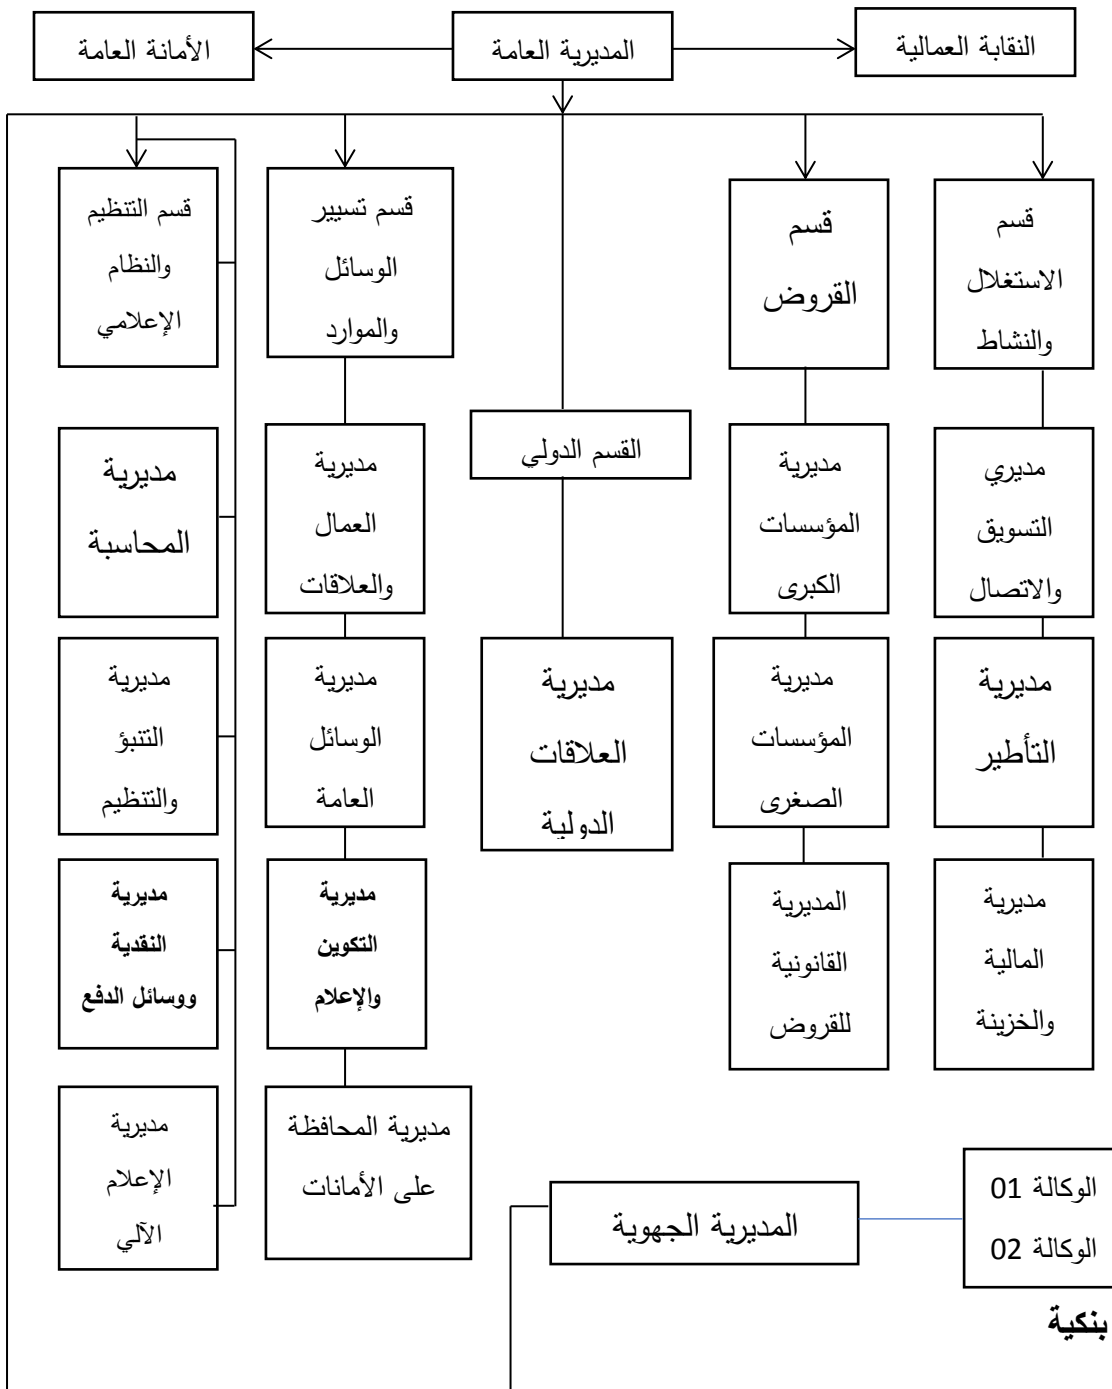 النقابة العمالية
المديرية العامة
الأمانة العامة
قسم
الاستغلال
والنشاط
قسم
القروض
قسم تسيير
الوسائل
والموارد
قسم التنظيم
والنظام
الإعلامي
القسم الدولي
مديري
التسويق
والاتصال
مديرية
المؤسسات
الكبرى
مديرية
العمال
والعلاقات
مديرية
المحاسبة
مديرية
التأطير
مديرية
المؤسسات
الصغرى
مديرية
العلاقات
الدولية
مديرية
الوسائل
العامة
مديرية
التنبؤ
والتنظيم
مديرية
المالية
والخزينة
المديرية
القانونية
للقروض
مديرية
التكوين
والإعلام
مديرية
النقدية
ووسائل الدفع
مديرية المحافظة
على الأمانات
مديرية
الإعلام
الآلي
الوكالة 01
الوكالة 02
المديرية الجهوية
بنكية